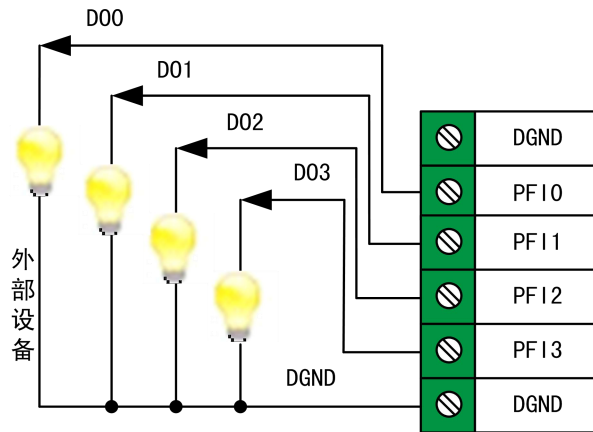 DO0
DO1
DO2
DO3
外部设备
DGND
DGND
PFI0
PFI1
PFI2
PFI3
DGND